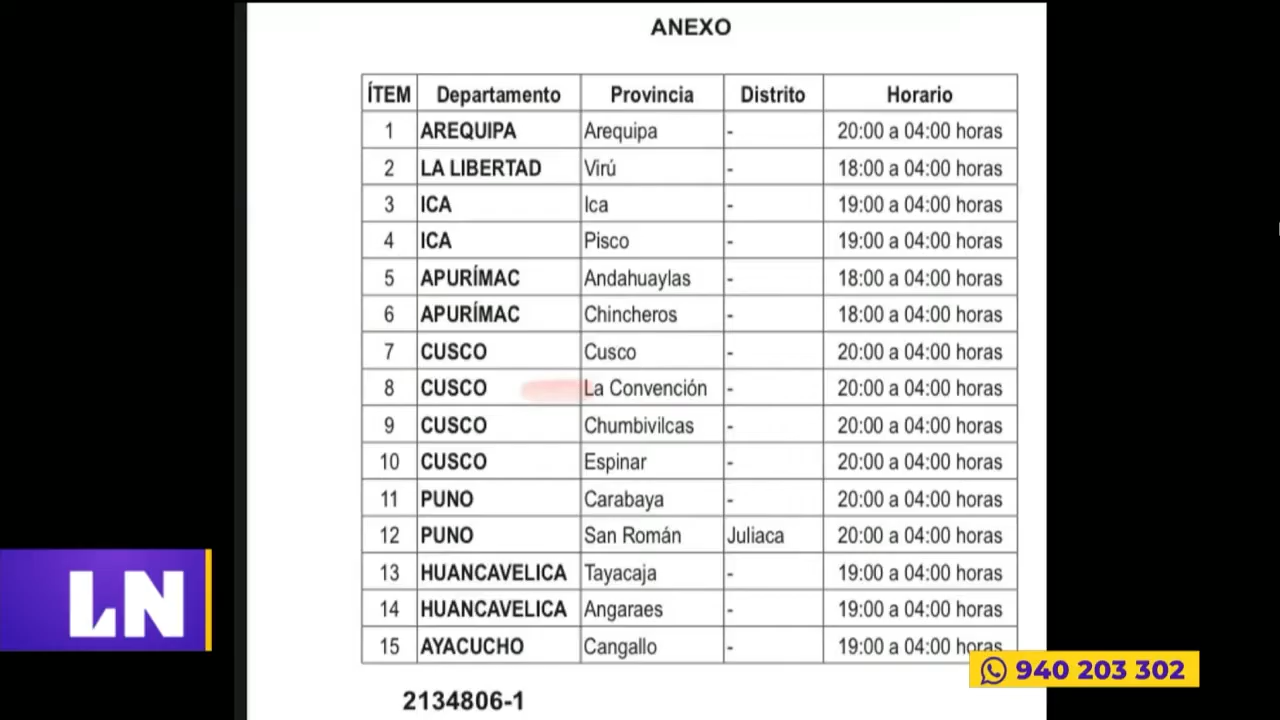 ANEXO
ÍTEM Departamento Provincia Distrito Horario
1 AREQUIPA Arequipa - 20:00 a 04:00 horas
2 LA LIBERTAD Virú - 18:00 a 04:00 horas
3 ICA Ica - 19:00 a 04:00 horas
4 ICA Pisco - 19:00 a 04:00 horas
5 APURÍMAC Andahuaylas - 18:00 a 04:00 horas
6 APURÍMAC Chincheros - 18:00 a 04:00 horas
7 CUSCO Cusco - 20:00 a 04:00 horas
8 CUSCO La Convención - 20:00 a 04:00 horas
9 CUSCO Chumbivilcas - 20:00 a 04:00 horas
10 CUSCO Espinar - 20:00 a 04:00 horas
11 PUNO Carabaya - 20:00 a 04:00 horas
12 PUNO San Román Juliaca 20:00 a 04:00 horas
13 HUANCAVELICA Tayacaja - 19:00 a 04:00 horas
14 HUANCAVELICA Angaraes - 19:00 a 04:00 horas
15 AYACUCHO Cangallo - 19:00 a 04:00 horas
2134806-1
LN
940 203 302